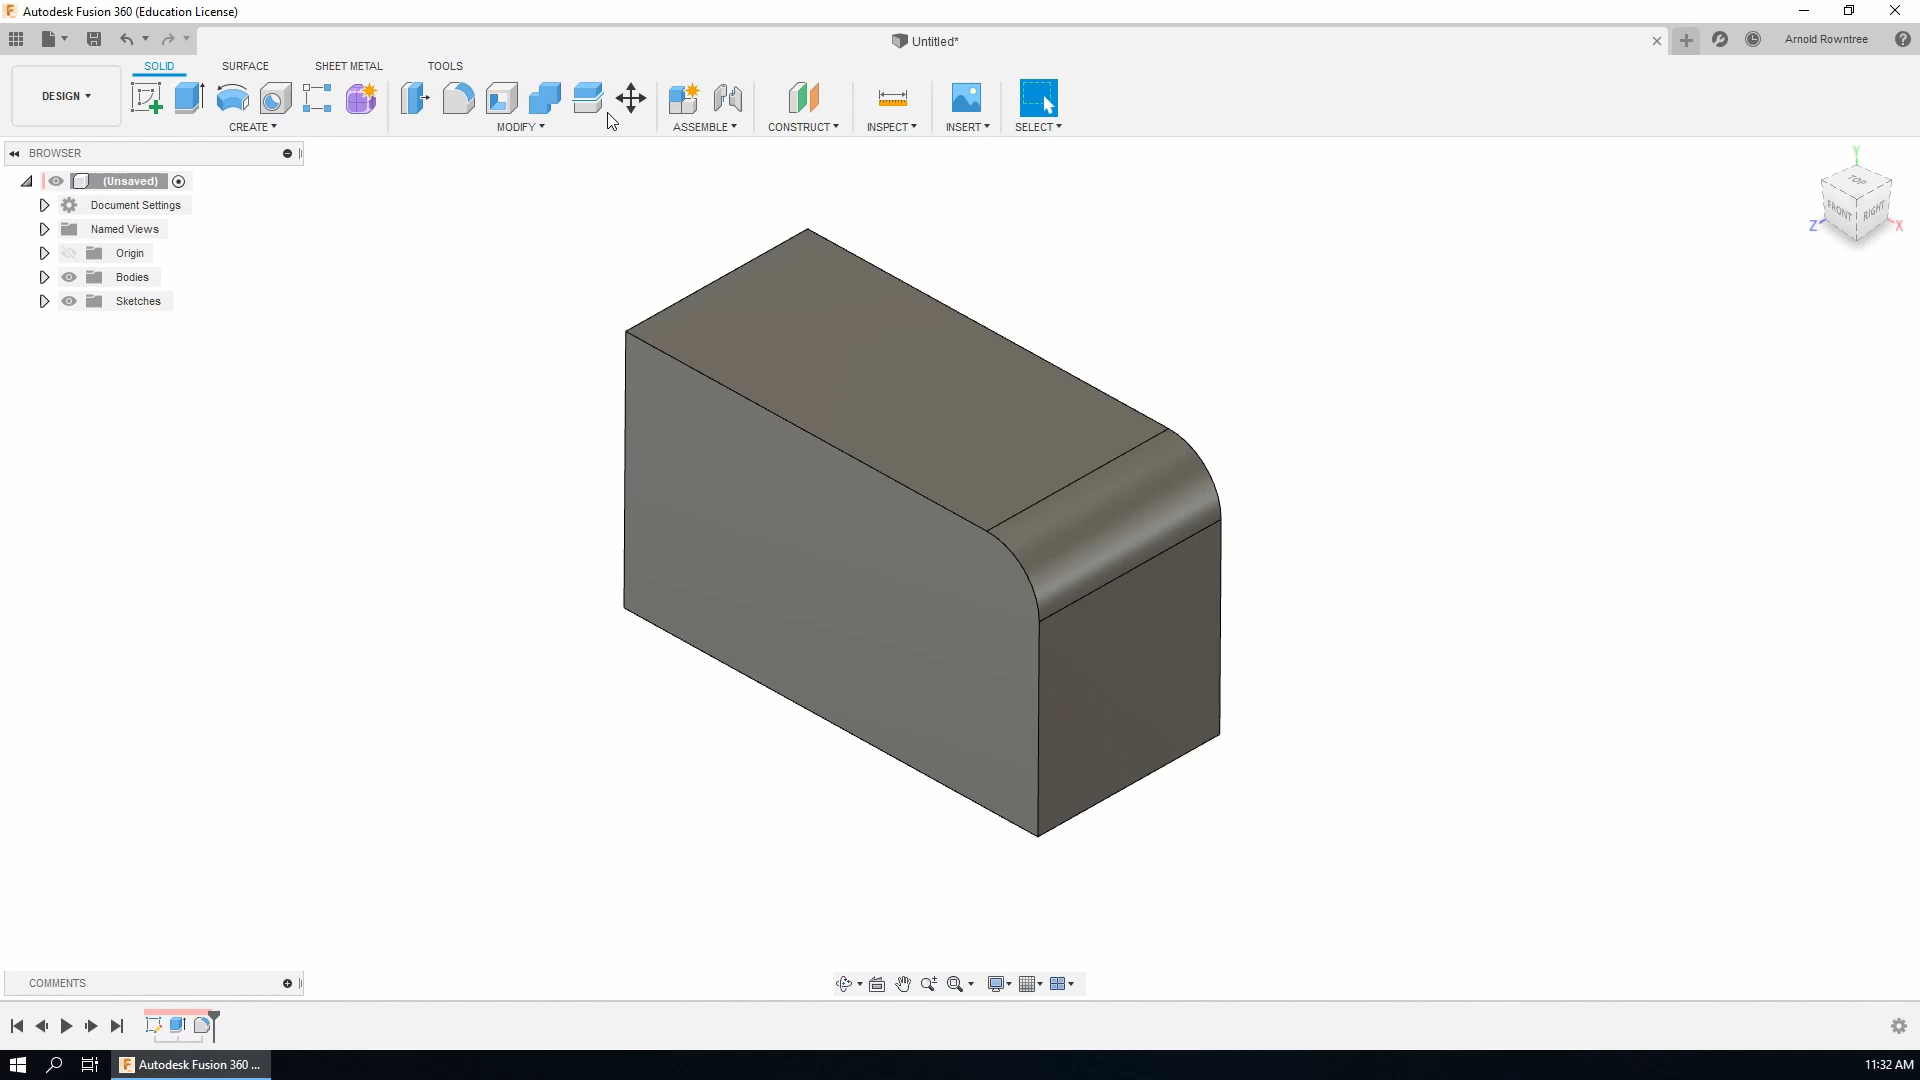 Autodesk Fusion 360 (Education License)
Untitled*
Arnold Rowntree
DESIGN
SOLID
SURFACE
SHEET METAL
TOOLS
CREATE
MODIFY
ASSEMBLE
CONSTRUCT
INSPECT
INSERT
SELECT
BROWSER
(Unsaved)
Document Settings
Named Views
Origin
Bodies
Sketches
Y
TOP
FRONT
RIGHT
Z
X
COMMENTS
Autodesk Fusion 360 ...
11:32 AM